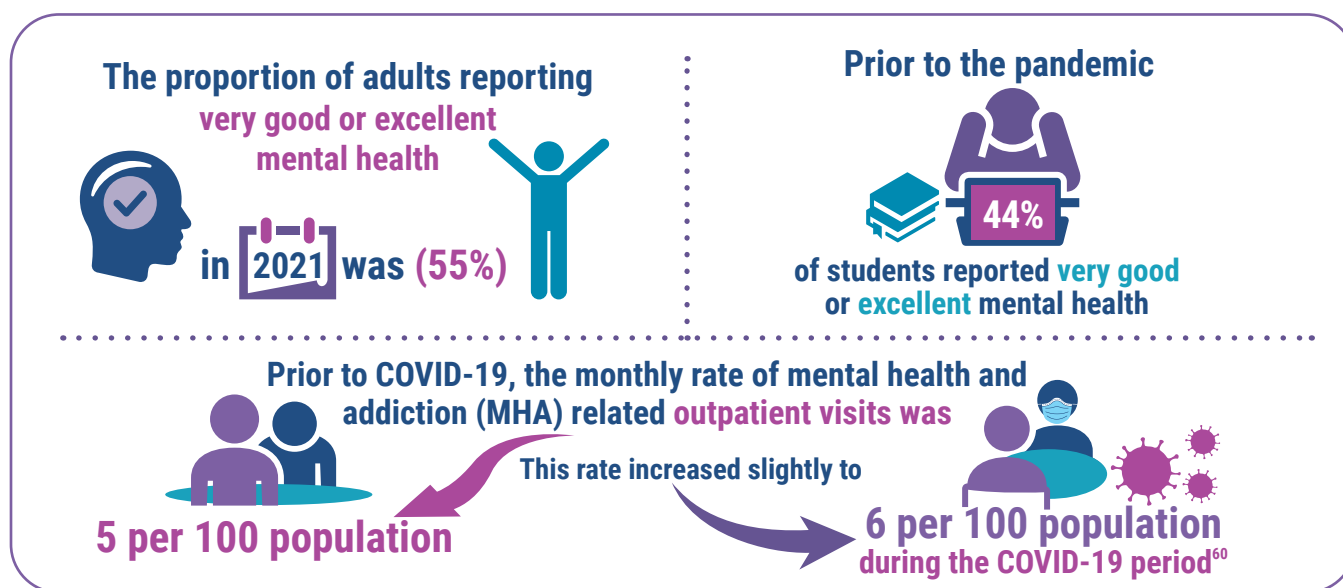 The proportion of adults reporting
very good or excellent
mental health
in 2021 was (55%)
Prior to the pandemic
44%
of students reported very good
or excellent mental health
Prior to COVID-19, the monthly rate of mental health and
addiction (MHA) related outpatient visits was
This rate increased slightly to
5 per 100 population
6 per 100 population
during the COVID-19 period⁶⁰